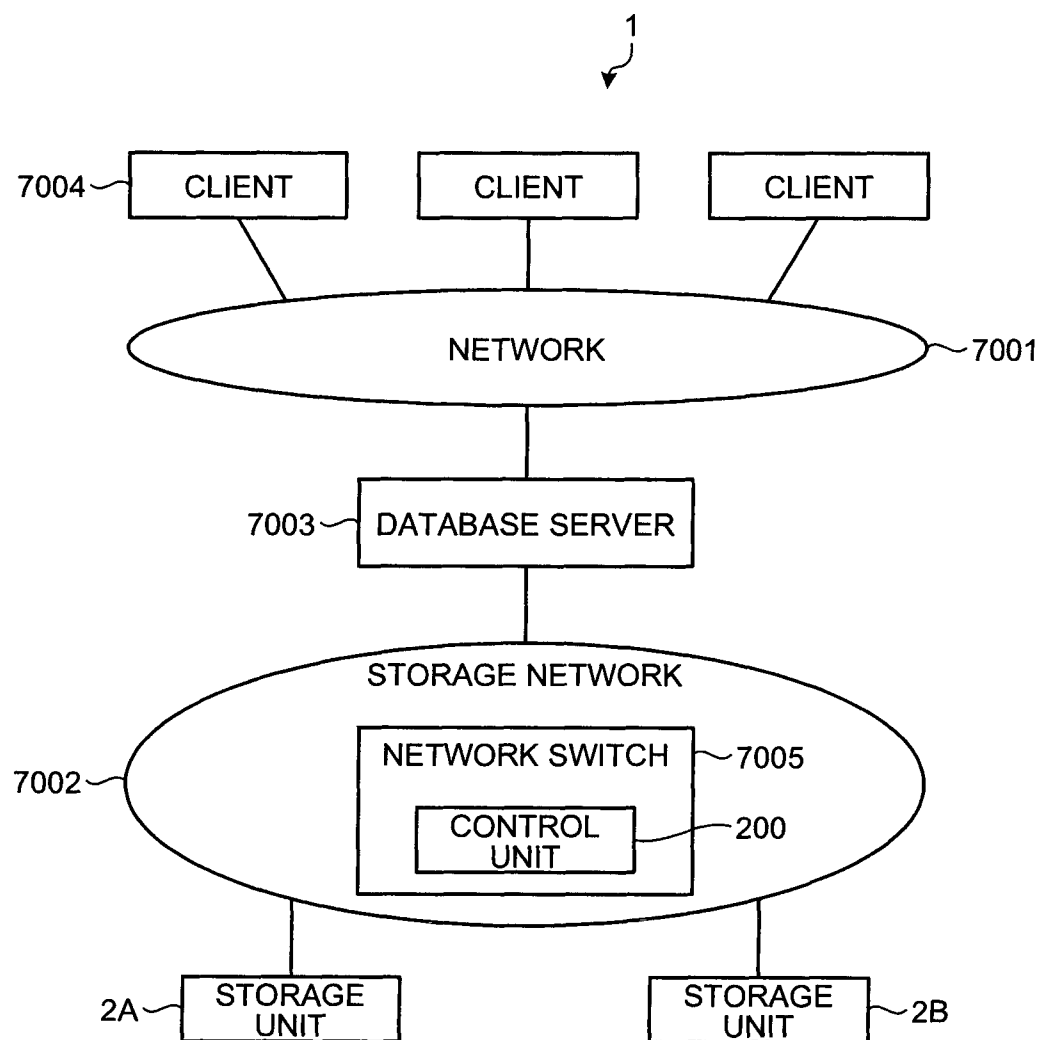 1
7004 CLIENT CLIENT CLIENT
NETWORK 7001
7003 DATABASE SERVER
STORAGE NETWORK
NETWORK SWITCH 7005
7002
CONTROL
UNIT
200
2A STORAGE
UNIT
STORAGE
UNIT 2B